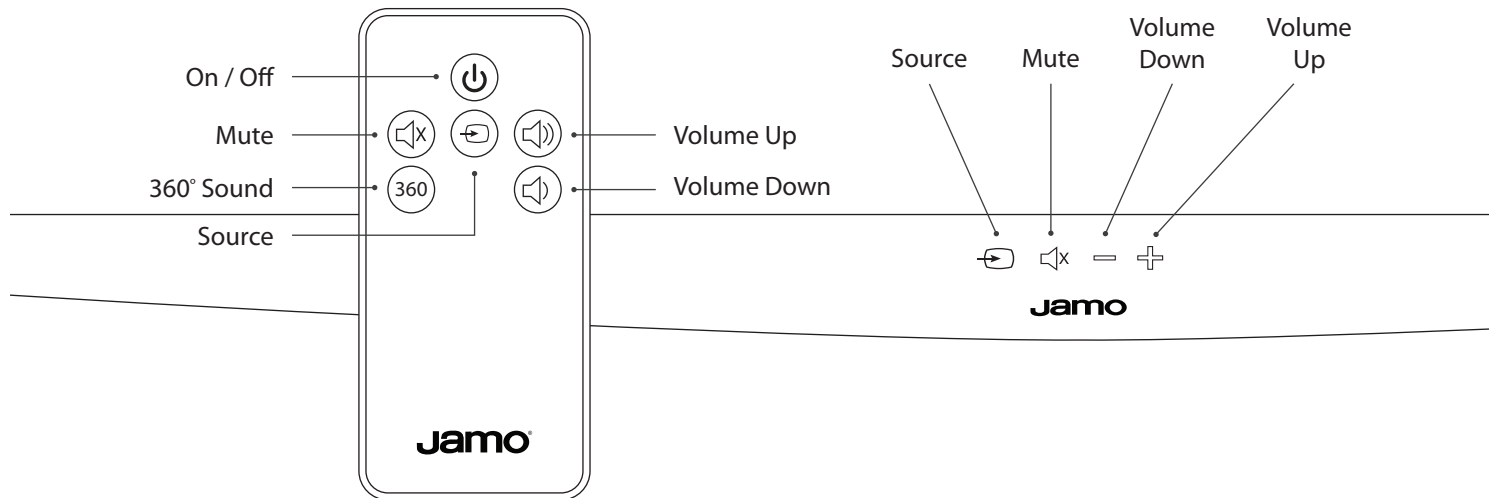 On / Off
Mute
360° Sound
Source
360
Volume Up
Volume Down
Jamo®
Source
Mute
Volume
Down
Volume
Up
Jamo